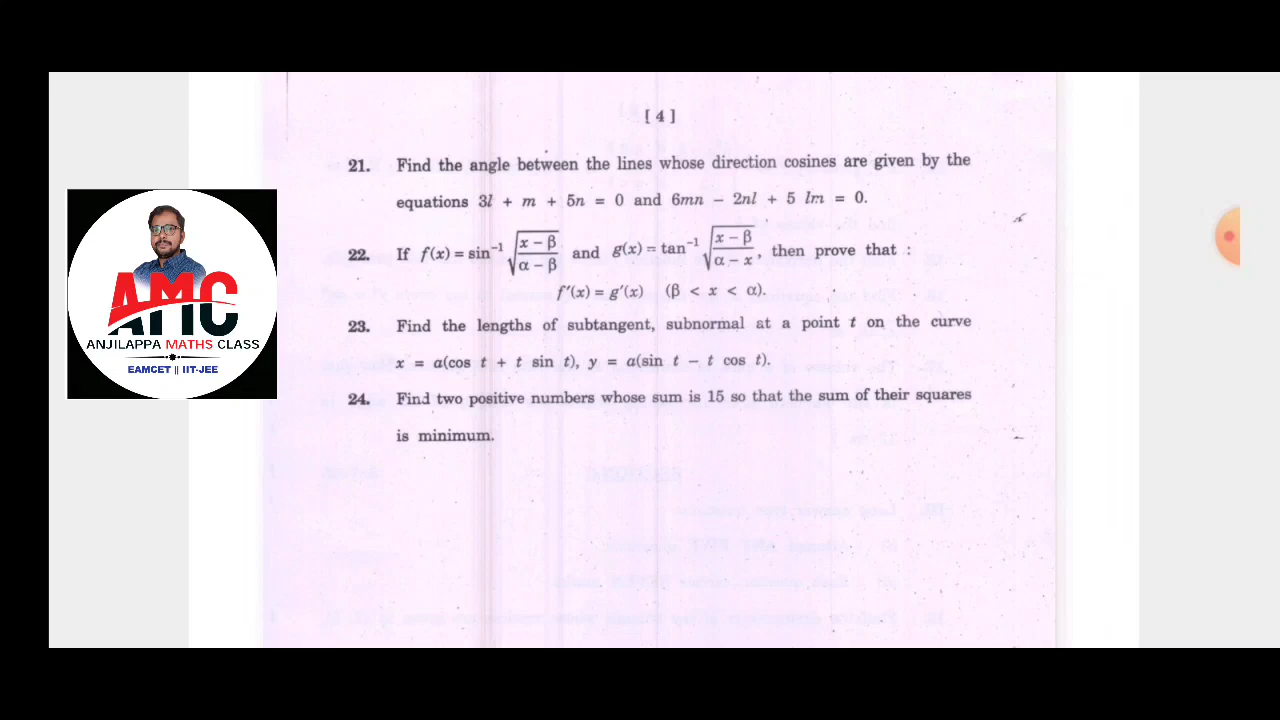 [ 4 ]
21. Find the angle between the lines whose direction cosines are given by the
equations 3l + m + 5n = 0 and 6mn − 2nl + 5 lm = 0.
22. If f(x) = sin⁻¹ √((x − β)/(α − β)) and g(x) = tan⁻¹ √((x − β)/(α − x)), then prove that :
f′(x) = g′(x) (β < x < α).
23. Find the lengths of subtangent, subnormal at a point t on the curve
x = a(cos t + t sin t), y = a(sin t − t cos t).
24. Find two positive numbers whose sum is 15 so that the sum of their squares
is minimum.
AMC
ANJILAPPA MATHS CLASS
EAMCET || IIT-JEE